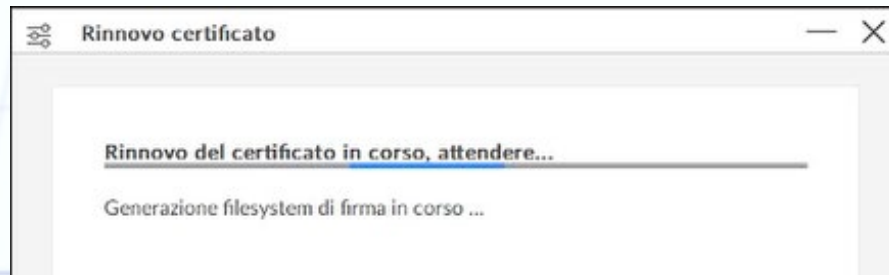 Rinnovo certificato
Rinnovo del certificato in corso, attendere...
Generazione filesystem di firma in corso ...